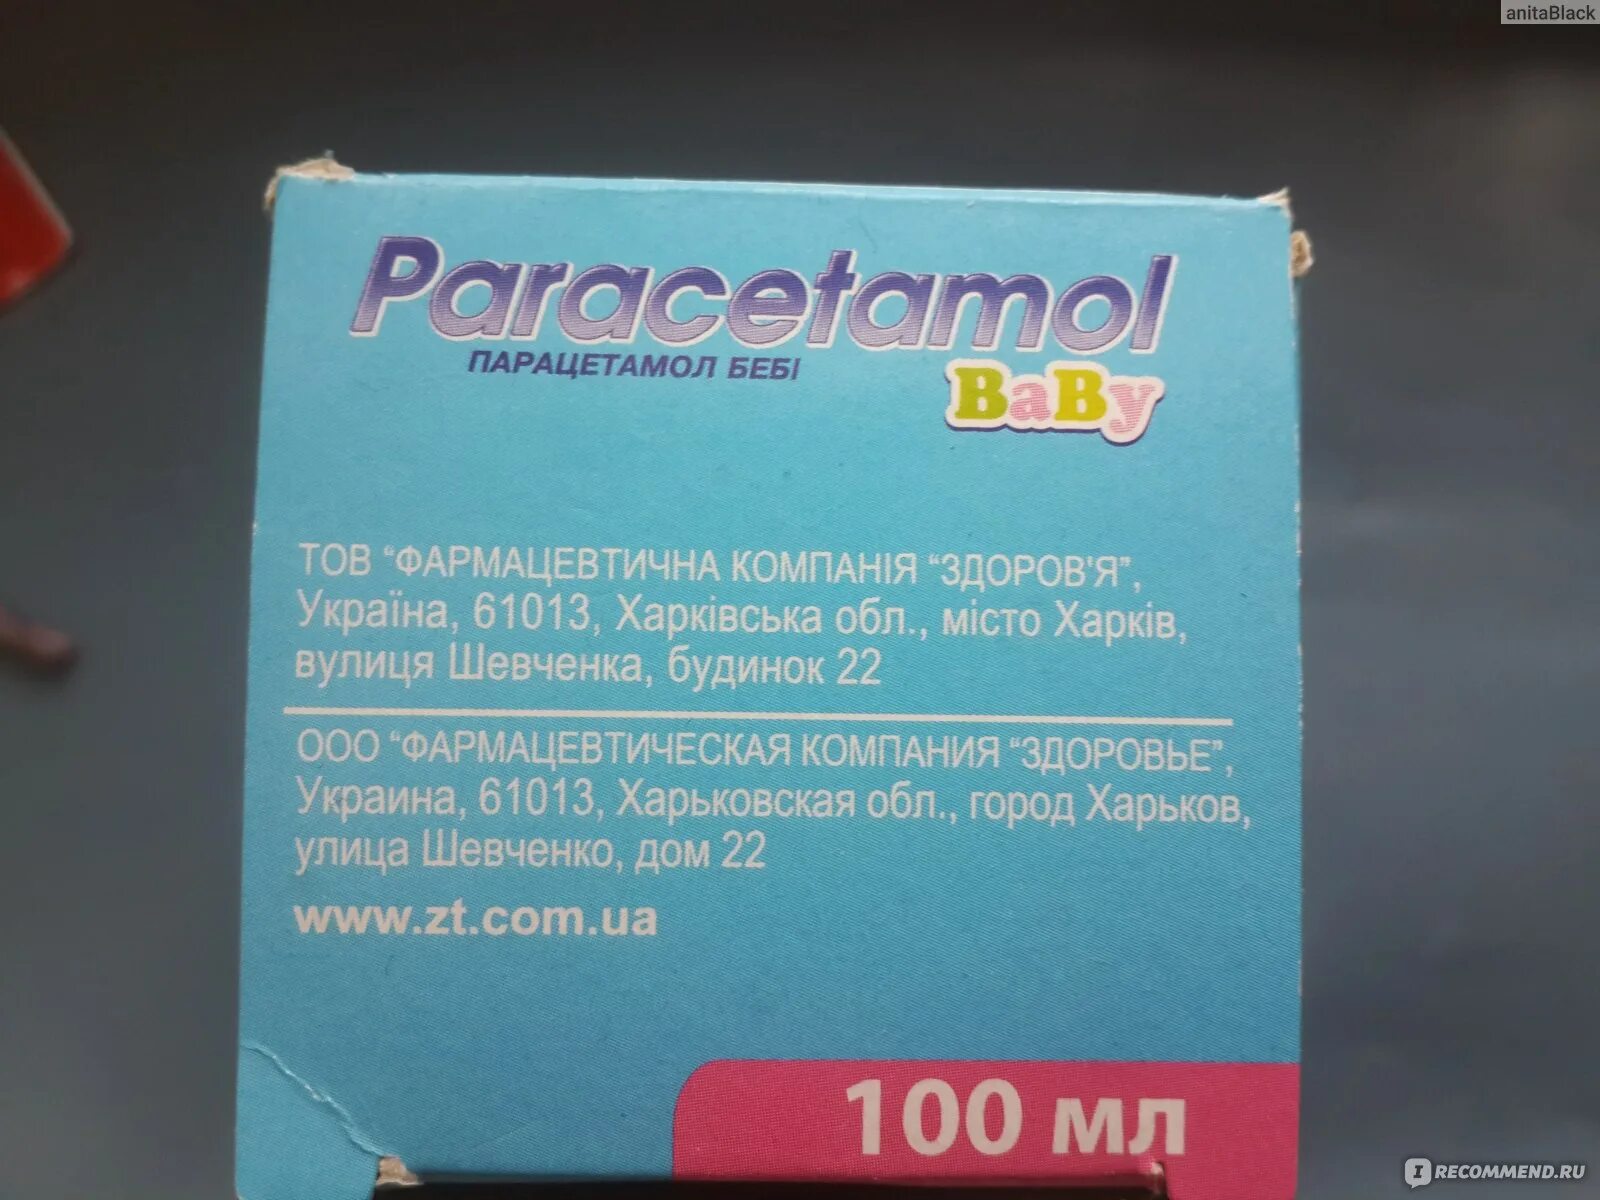 anitaBlack
Paracetamol
ПАРАЦЕТАМОЛ БЕБІ
BaBy
ТОВ “ФАРМАЦЕВТИЧНА КОМПАНІЯ “ЗДОРОВ'Я”,
Україна, 61013, Харківська обл., місто Харків,
вулиця Шевченка, будинок 22
ООО “ФАРМАЦЕВТИЧЕСКАЯ КОМПАНИЯ “ЗДОРОВЬЕ”,
Украина, 61013, Харьковская обл., город Харьков,
улица Шевченко, дом 22
www.zt.com.ua
100 мл
IRECOMMEND.RU